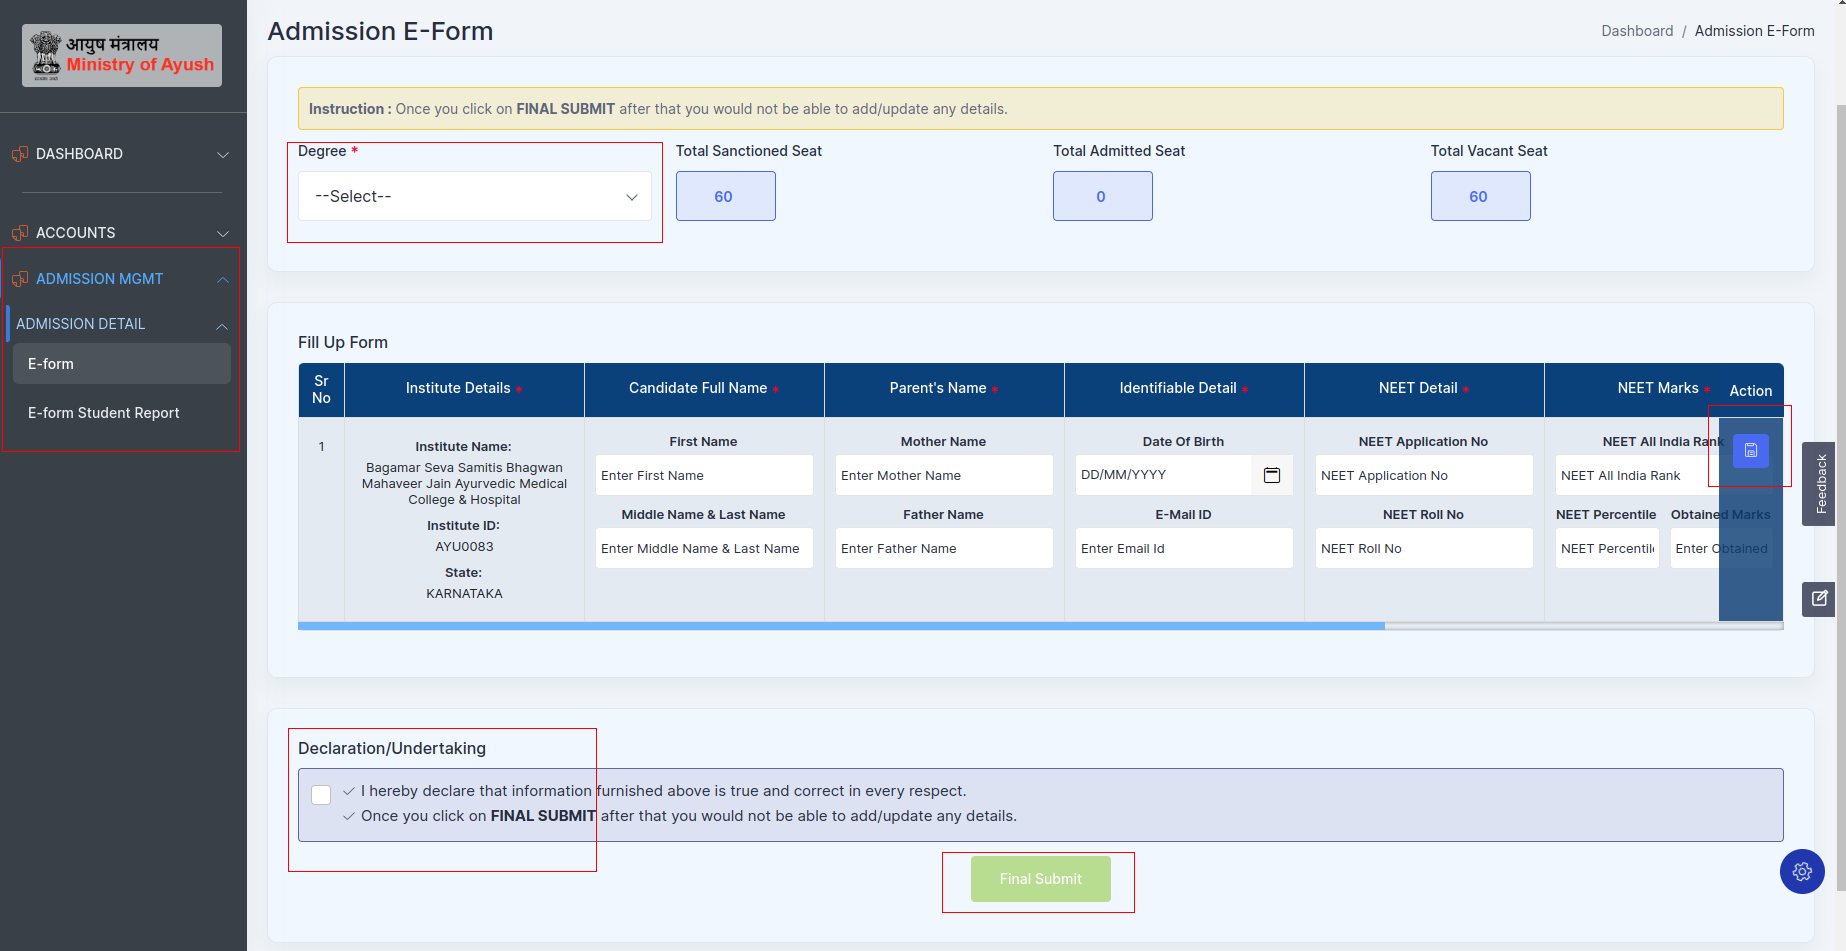 आयुष मंत्रालय
Ministry of Ayush
DASHBOARD
ACCOUNTS
ADMISSION MGMT
ADMISSION DETAIL
E-form
E-form Student Report
Admission E-Form
Dashboard / Admission E-Form
Instruction : Once you click on FINAL SUBMIT after that you would not be able to add/update any details.
Degree *
--Select--
Total Sanctioned Seat
60
Total Admitted Seat
0
Total Vacant Seat
60
Fill Up Form
Sr No
Institute Details *
Candidate Full Name *
Parent's Name *
Identifiable Detail *
NEET Detail *
NEET Marks *
Action
1
Institute Name:
Bagamar Seva Samitis Bhagwan
Mahaveer Jain Ayurvedic Medical
College & Hospital
Institute ID:
AYU0083
State:
KARNATAKA
First Name
Enter First Name
Middle Name & Last Name
Enter Middle Name & Last Name
Mother Name
Enter Mother Name
Father Name
Enter Father Name
Date Of Birth
DD/MM/YYYY
E-Mail ID
Enter Email Id
NEET Application No
NEET Application No
NEET Roll No
NEET Roll No
NEET All India Rank
NEET All India Rank
NEET Percentile Obtained Marks
NEET Percentile Enter Obtained
Feedback
Declaration/Undertaking
I hereby declare that information furnished above is true and correct in every respect.
Once you click on FINAL SUBMIT after that you would not be able to add/update any details.
Final Submit